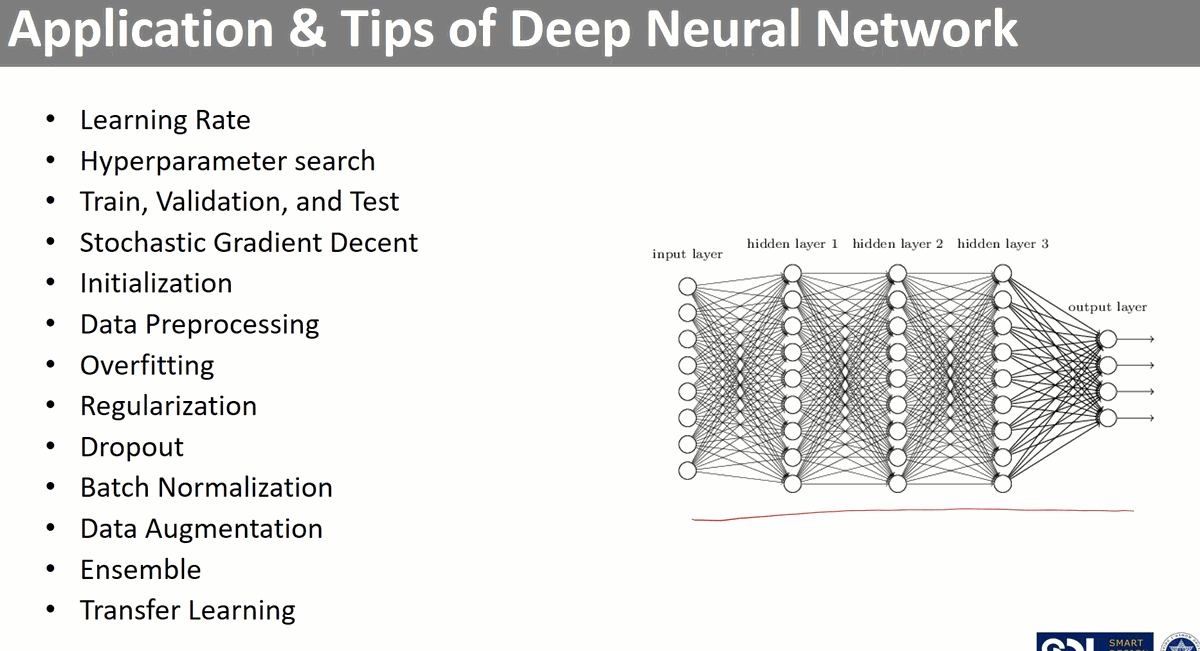 Application & Tips of Deep Neural Network
• Learning Rate
• Hyperparameter search
• Train, Validation, and Test
• Stochastic Gradient Decent
• Initialization
• Data Preprocessing
• Overfitting
• Regularization
• Dropout
• Batch Normalization
• Data Augmentation
• Ensemble
• Transfer Learning
input layer
hidden layer 1 hidden layer 2 hidden layer 3
output layer
SMART